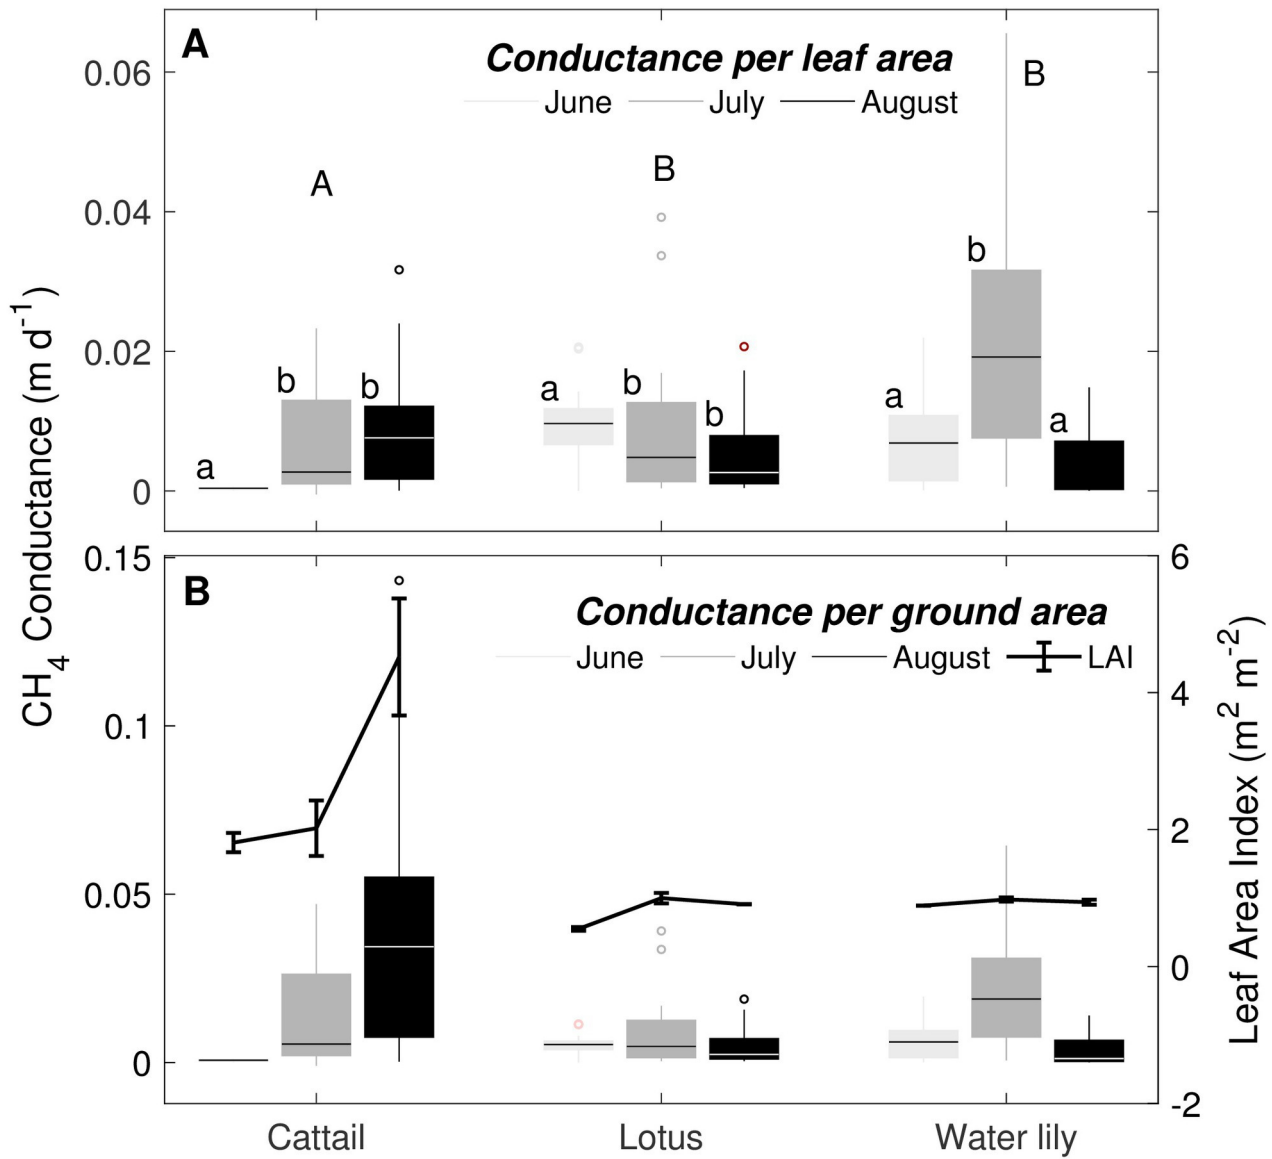 A
Conductance per leaf area
June July August
0.06
0.04
0.02
0
A
B
B
a
b
b
a
b
b
a
b
a
CH4 Conductance (m d-1)
B
Conductance per ground area
June July August LAI
0.15
0.1
0.05
0
6
4
2
0
-2
Leaf Area Index (m2 m-2)
Cattail Lotus Water lily